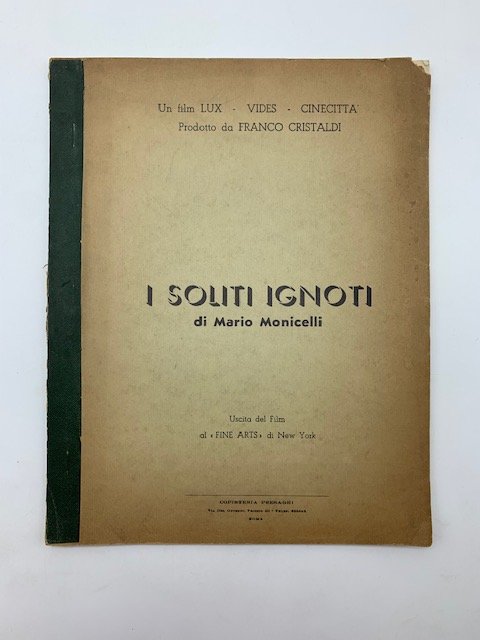 Un film LUX - VIDES - CINECITTA'
Prodotto da FRANCO CRISTALDI
I SOLITI IGNOTI
di Mario Monicelli
Uscita del Film
al «FINE ARTS» di New York
COPISTERIA
ROMA